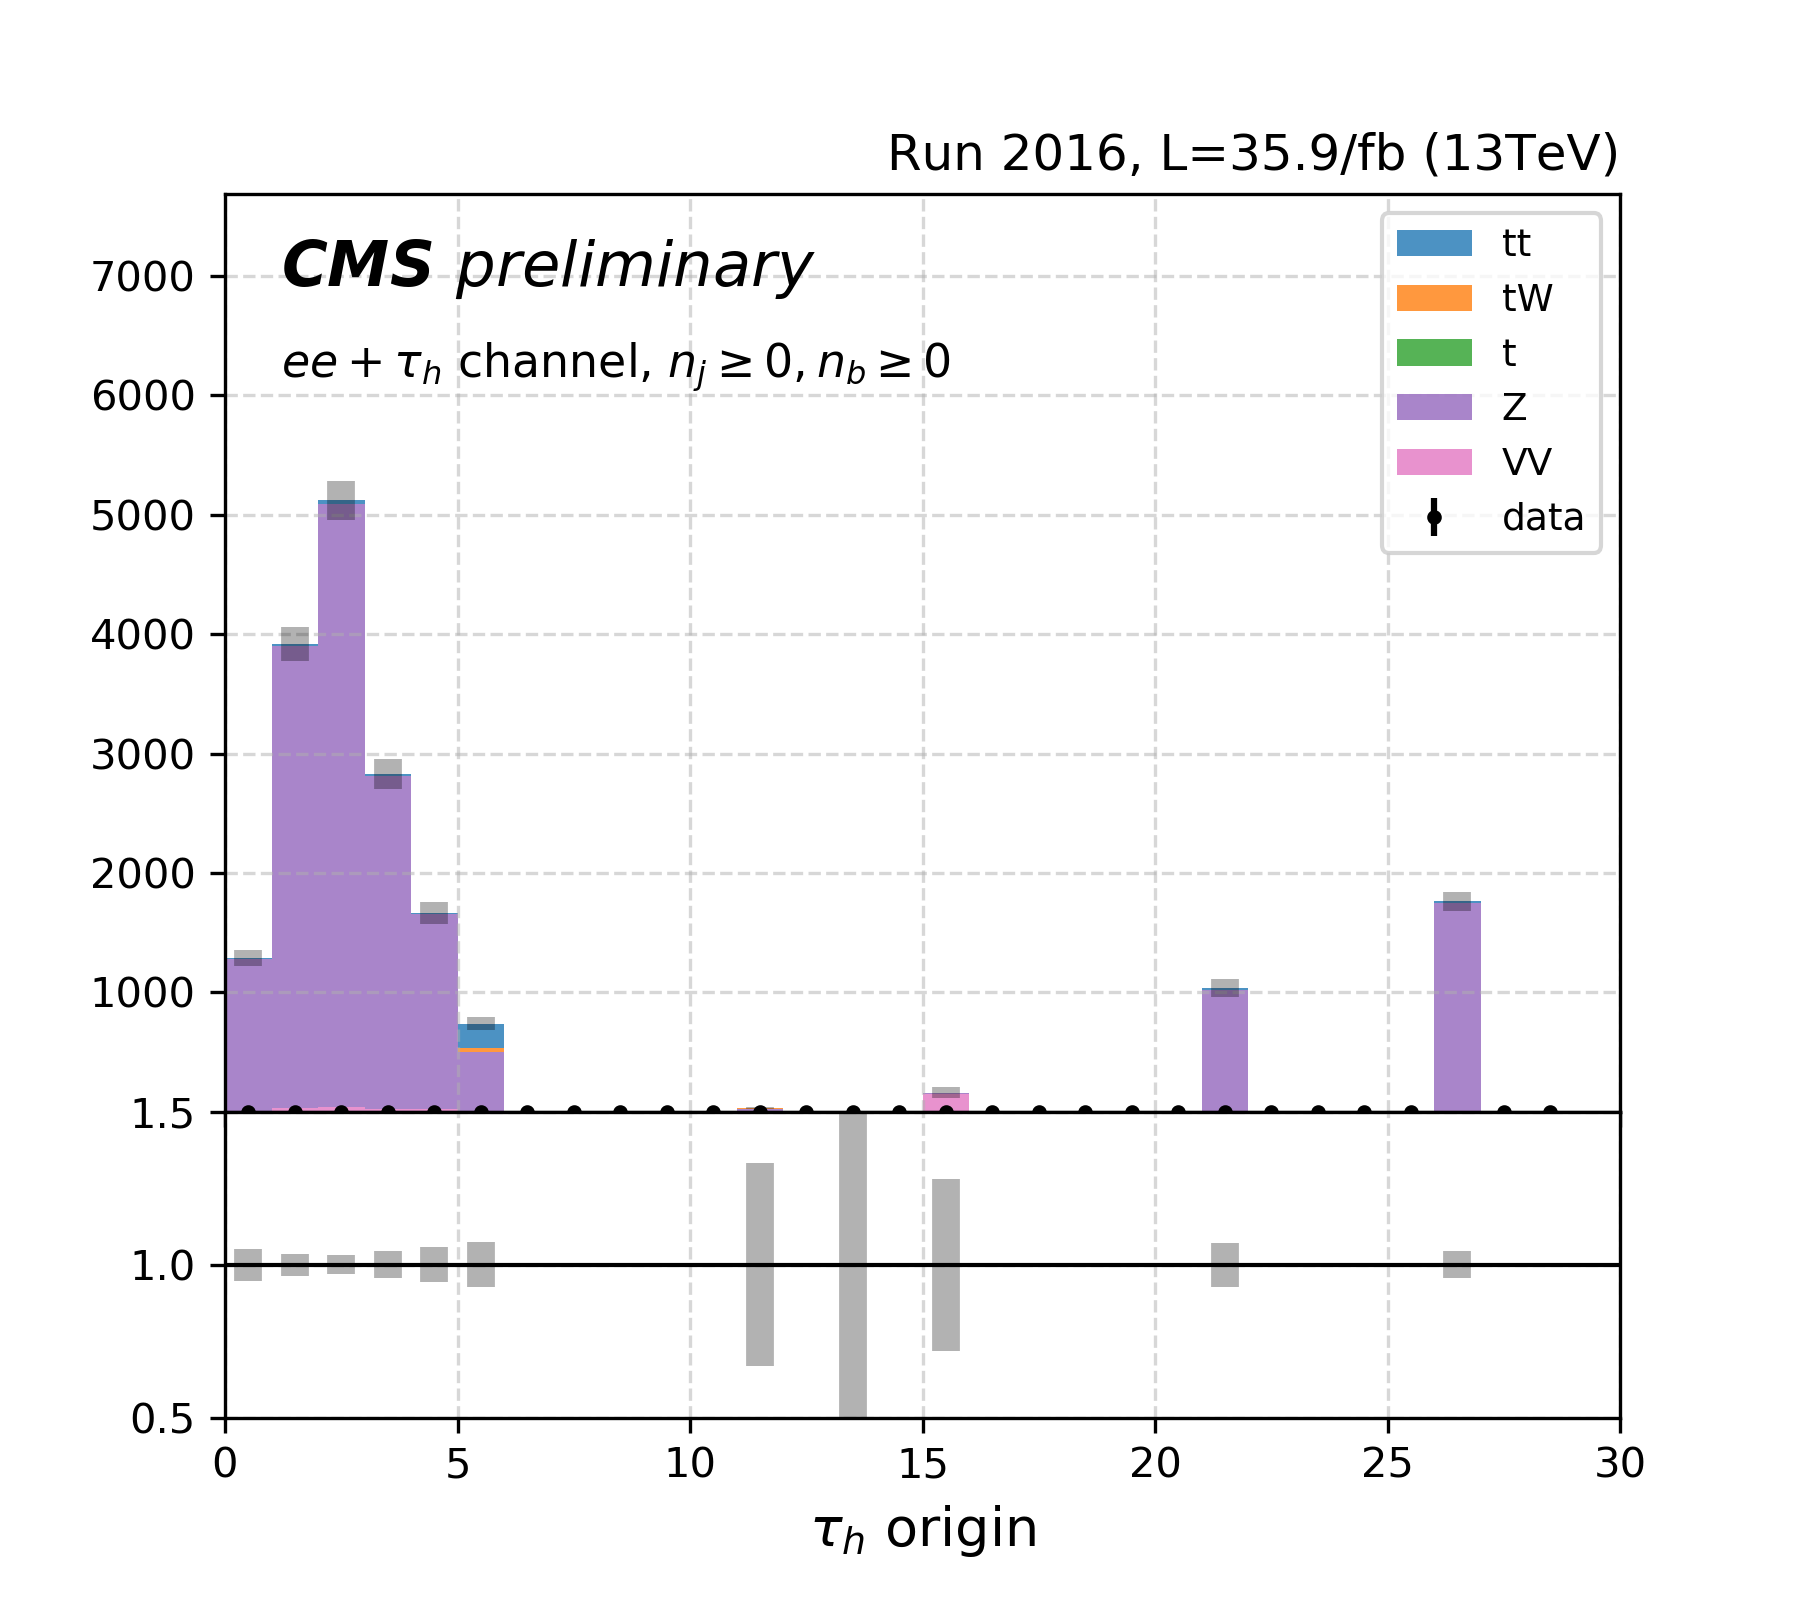 Run 2016, L=35.9/fb (13TeV)
CMS preliminary
ee + τh channel, nj ≥ 0, nb ≥ 0
tt
tW
t
Z
VV
data
7000
6000
5000
4000
3000
2000
1000
1.5
1.0
0.5
0 5 10 15 20 25 30
τh origin